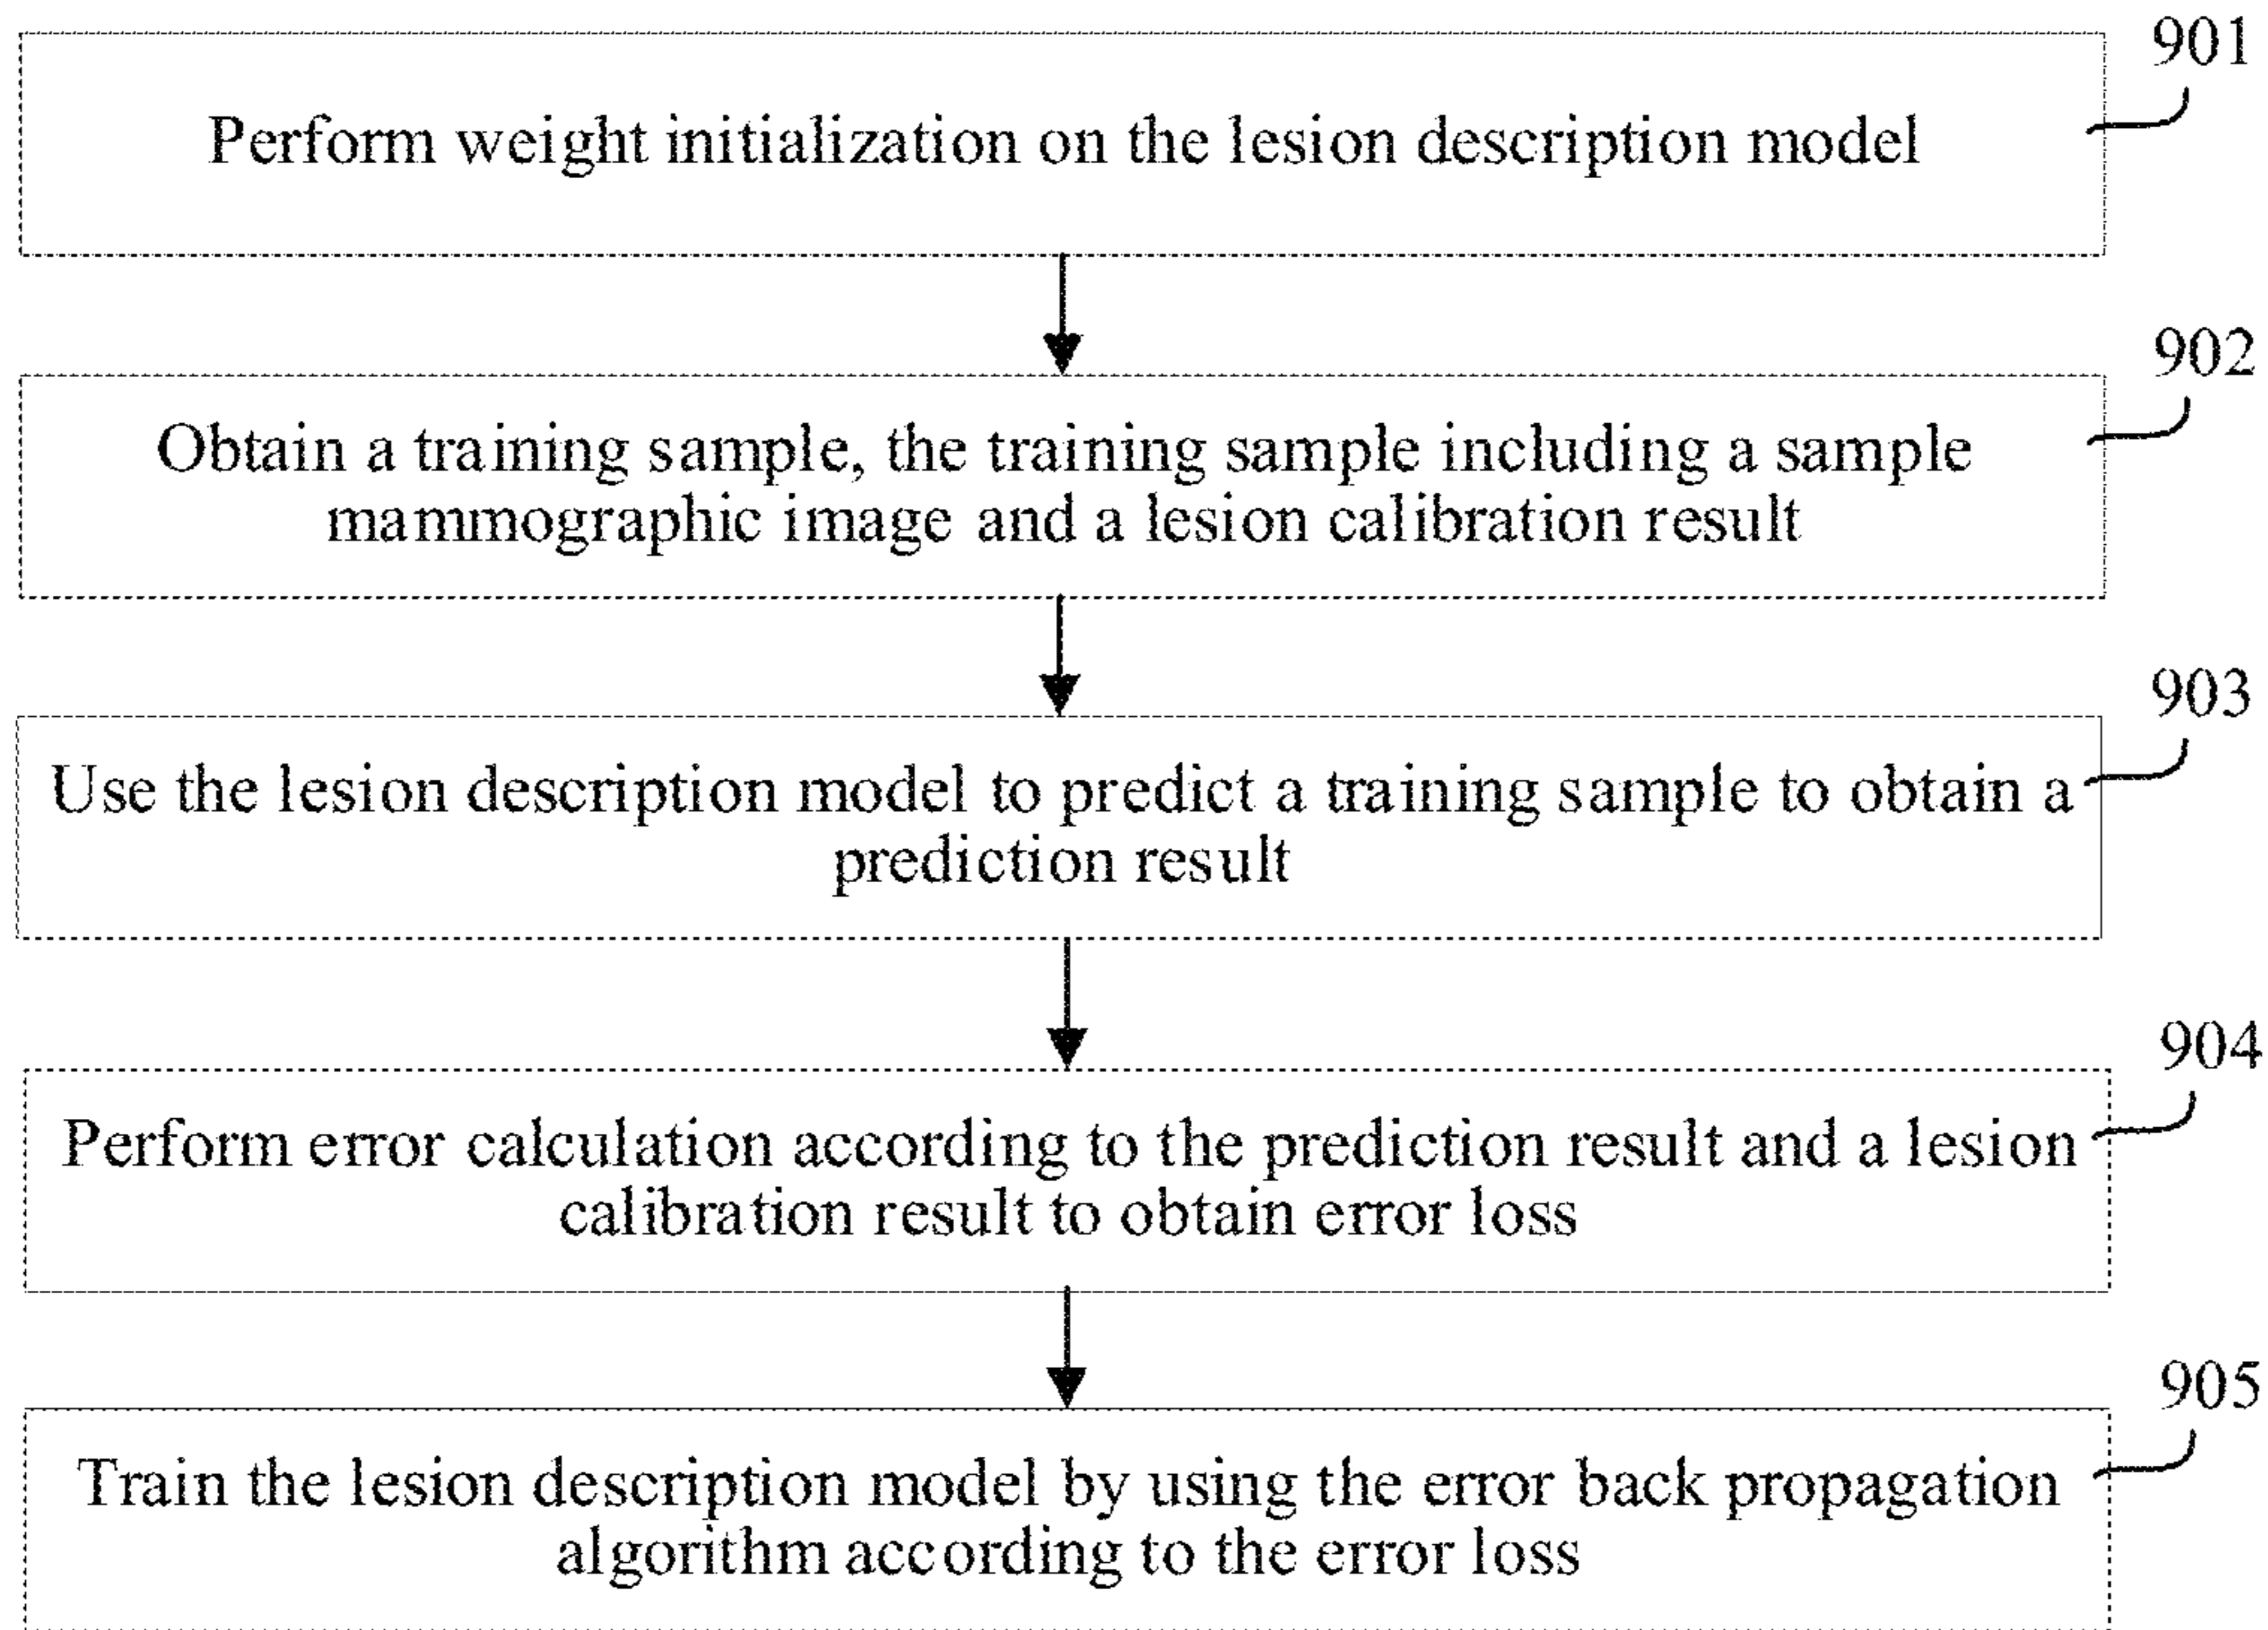 901
Perform weight initialization on the lesion description model
902
Obtain a training sample, the training sample including a sample
mammographic image and a lesion calibration result
903
Use the lesion description model to predict a training sample to obtain a
prediction result
904
Perform error calculation according to the prediction result and a lesion
calibration result to obtain error loss
905
Train the lesion description model by using the error back propagation
algorithm according to the error loss